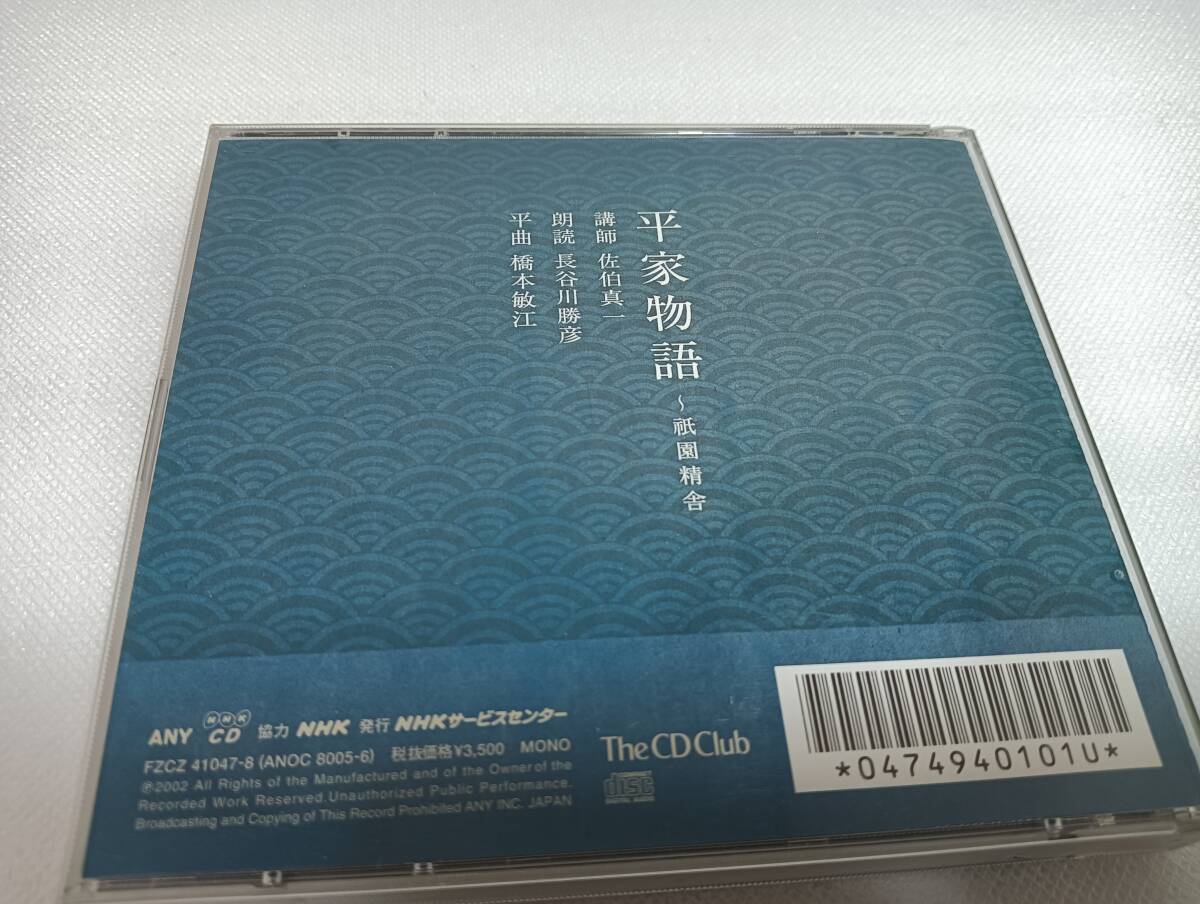 平家物語 ~祇園精舎
講師 佐伯真一
朗読 長谷川勝彦
平曲 橋本敏江
ANY NHK CD 協力 NHK 発行 NHKサービスセンター
FZCZ 41047-8 (ANOC 8005-6) 税抜価格¥3,500 MONO
℗2002 All Rights of the Manufactured and of the Owner of the
Recorded Work Reserved. Unauthorized Public Performance.
Broadcasting and Copying of This Record Prohibited ANY INC. JAPAN
The CD Club
disc
DIGITAL AUDIO
*0474940101U*